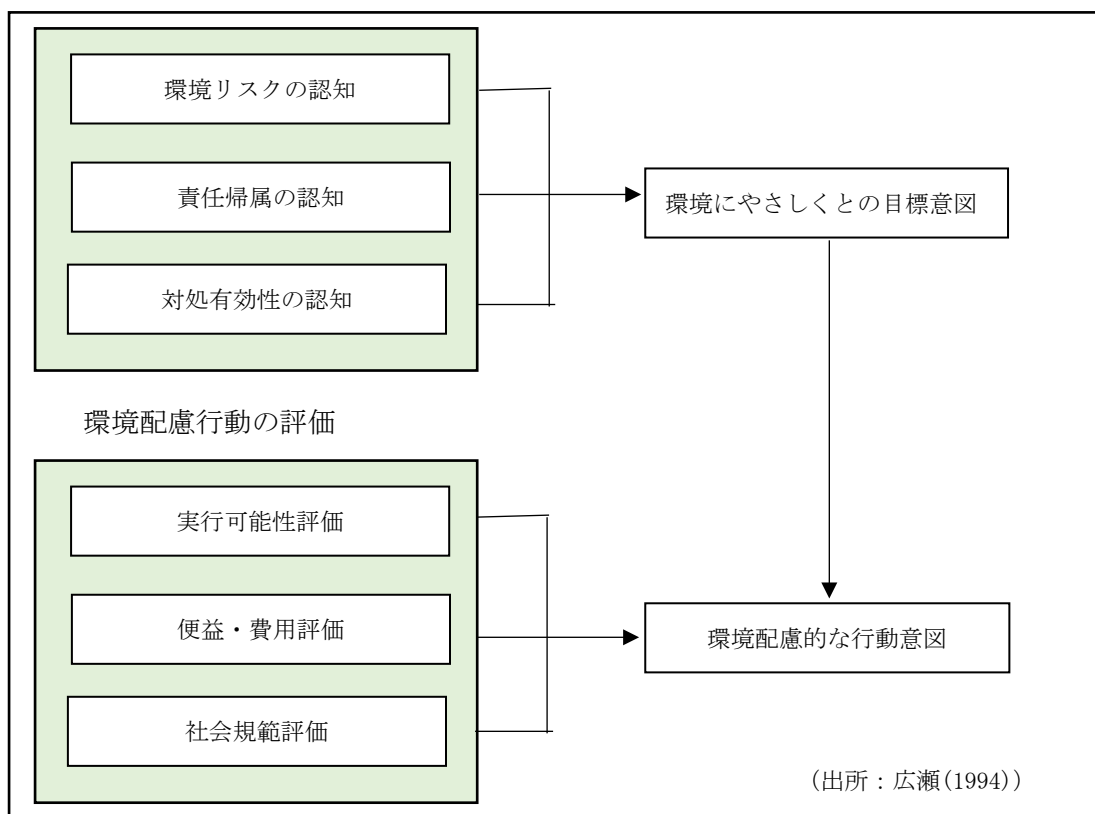 環境リスクの認知
責任帰属の認知
対処有効性の認知
環境にやさしくとの目標意図
環境配慮行動の評価
実行可能性評価
便益・費用評価
社会規範評価
環境配慮的な行動意図
(出所：広瀬(1994))